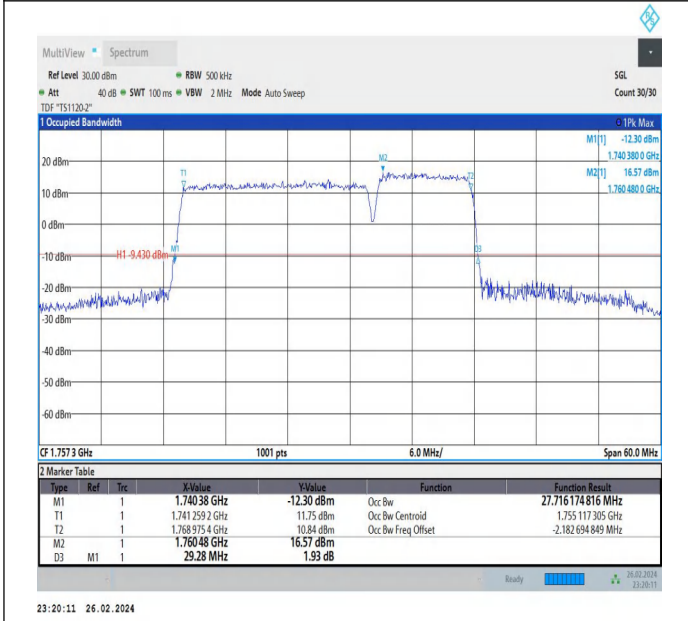 R&S
MultiView Spectrum
Ref Level 30.00 dBm RBW 500 kHz SGL
Att 40 dB SWT 100 ms VBW 2 MHz Mode Auto Sweep Count 30/30
TDF "TS1120-2"
1 Occupied Bandwidth 1Pk Max
M1[1] -12.30 dBm
1.740 380 0 GHz
M2[1] 16.57 dBm
1.760 480 0 GHz
20 dBm
M2
T1
T2
10 dBm
0 dBm
H1 -9.430 dBm
M1
D3
-10 dBm
-20 dBm
-30 dBm
-40 dBm
-50 dBm
-60 dBm
CF 1.757 3 GHz 1001 pts 6.0 MHz/ Span 60.0 MHz
2 Marker Table
Type Ref Trc X-Value Y-Value Function Function Result
M1 1 1.740 38 GHz -12.30 dBm Occ Bw 27.716 174 816 MHz
T1 1 1.741 259 2 GHz 11.75 dBm Occ Bw Centroid 1.755 117 305 GHz
T2 1 1.768 975 4 GHz 10.84 dBm Occ Bw Freq Offset -2.182 694 849 MHz
M2 1 1.760 48 GHz 16.57 dBm
D3 M1 1 29.28 MHz 1.93 dB
Ready 26.02.2024
23:20:11
23:20:11 26.02.2024